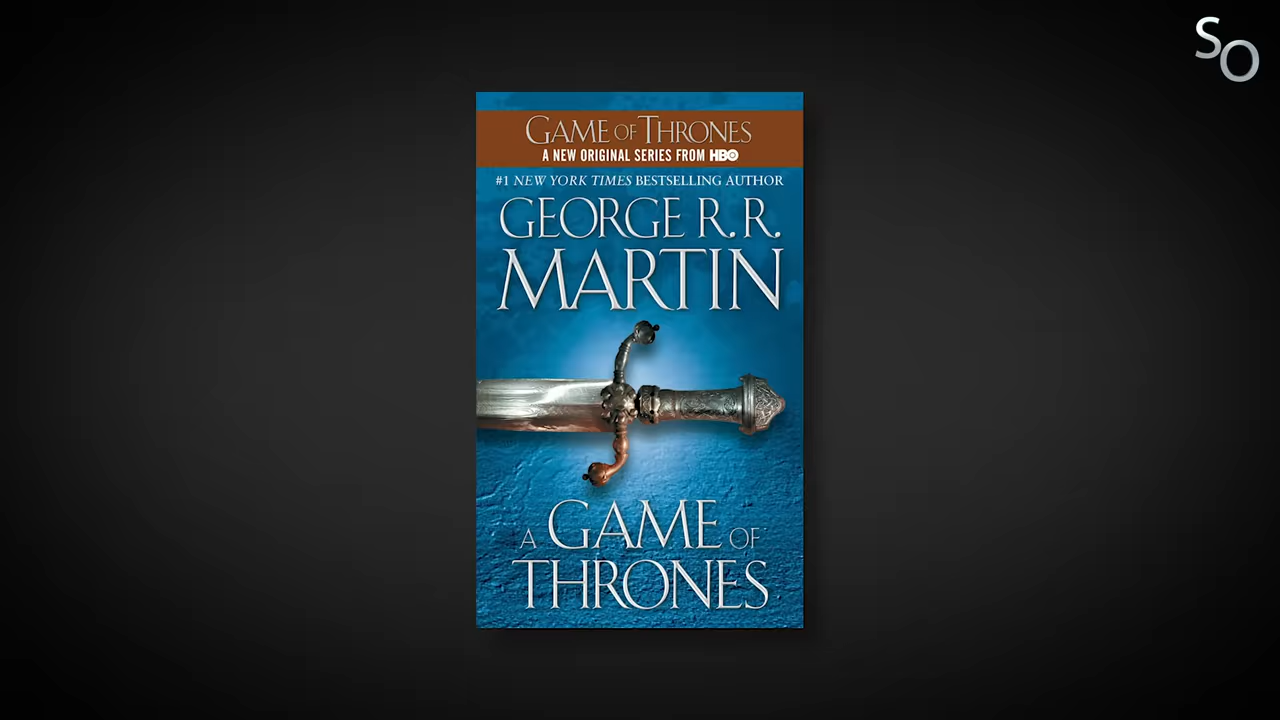 SO
GAME OF THRONES
A NEW ORIGINAL SERIES FROM HBO
#1 NEW YORK TIMES BESTSELLING AUTHOR
GEORGE R.R.
MARTIN
A GAME OF
THRONES